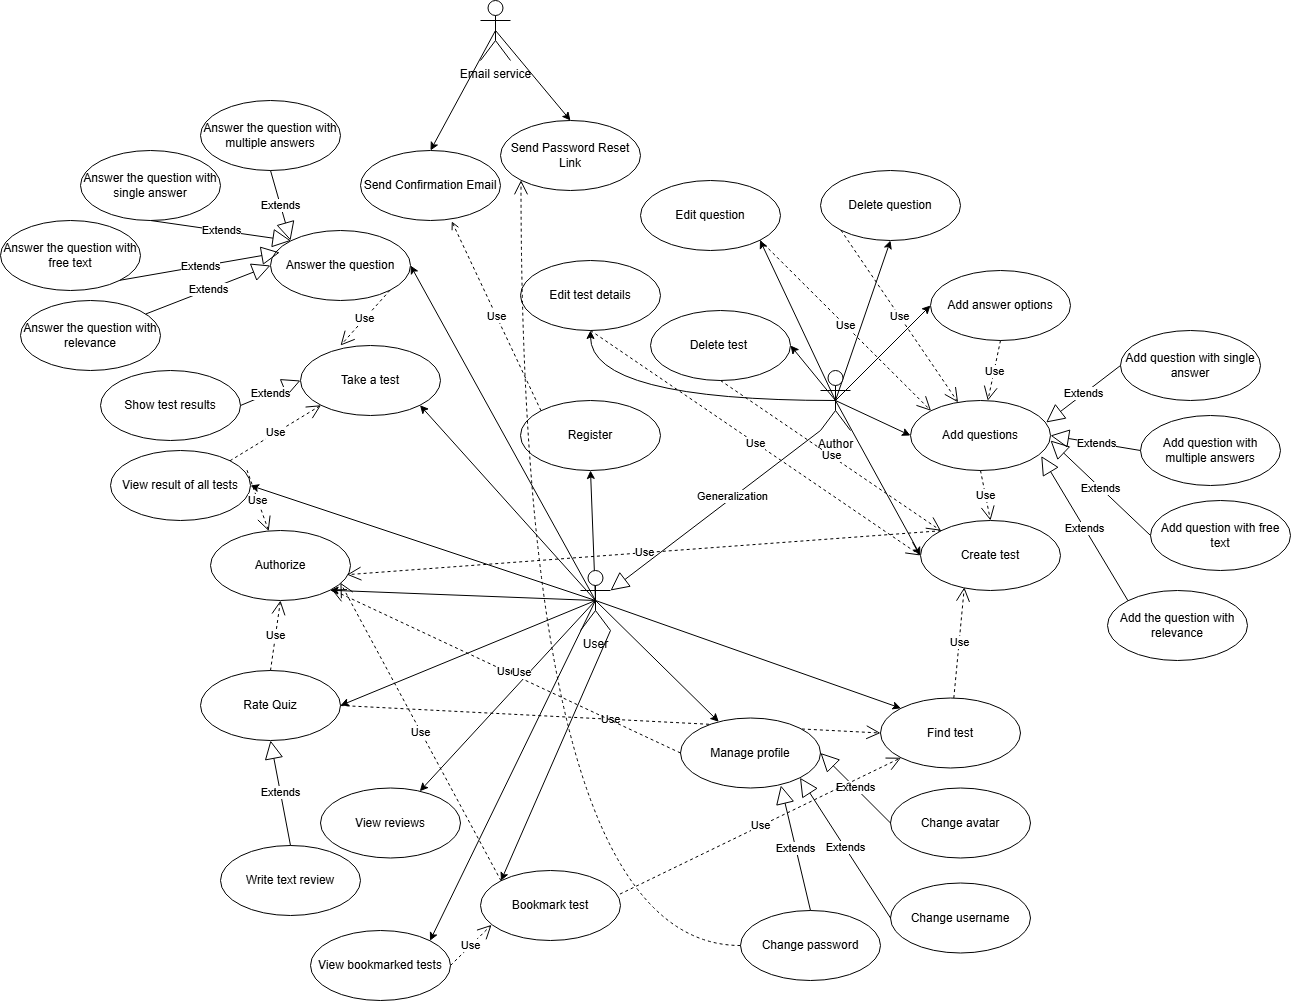 Email service
Answer the question with
multiple answers
Send Password Reset
Link
Answer the question with
single answer
Send Confirmation Email
Extends
Edit question
Delete question
Extends
Answer the question with
free text
Extends
Answer the question
Extends
Edit test details
Add answer options
Answer the question with
relevance
Use
Use
Use
Use
Delete test
Add question with single
answer
Take a test
Use
Extends
Extends
Show test results
Use
Register
Author
Add questions
Extends
Add question with
multiple answers
Use
Use
View result of all tests
Use
Generalization
Use
Extends
Extends
Add question with free
text
Use
Create test
Authorize
Add the question with
relevance
Use
User
Use
Use
Use
Rate Quiz
Use
Use
Find test
Manage profile
Extends
Extends
View reviews
Use
Change avatar
Extends
Extends
Write text review
Bookmark test
Change username
Use
Change password
View bookmarked tests